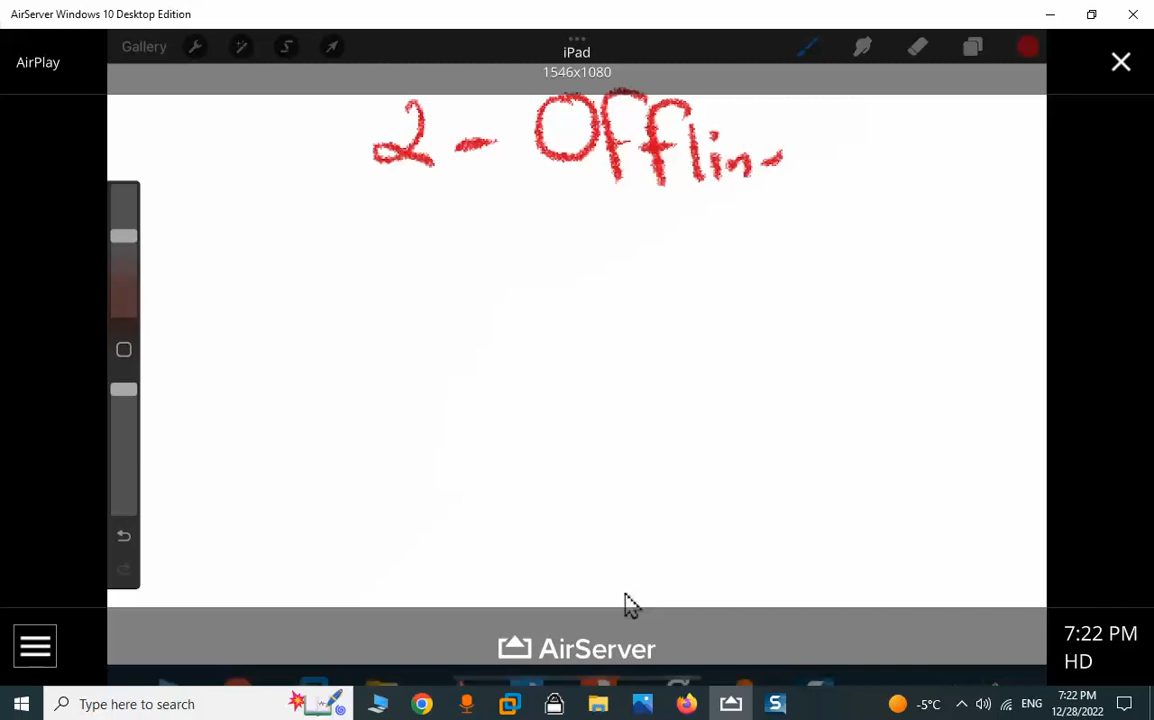 AirServer Windows 10 Desktop Edition
AirPlay
Gallery
iPad
1546x1080
2 - Offlin-
AirServer
7:22 PM
HD
Type here to search
-5°C
ENG
7:22 PM
12/28/2022